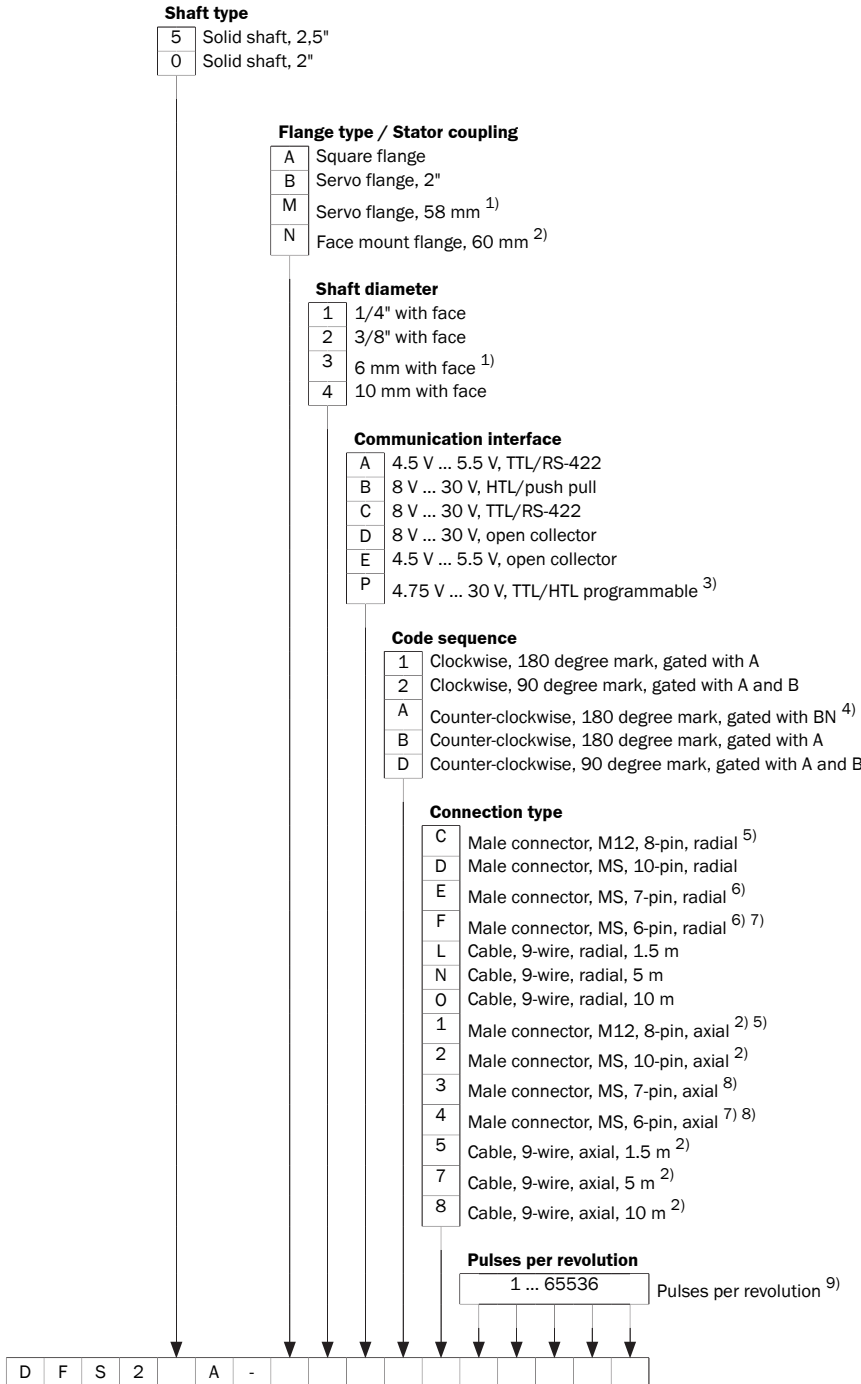 Shaft type
5 Solid shaft, 2,5"
0 Solid shaft, 2"
Flange type / Stator coupling
A Square flange
B Servo flange, 2"
M Servo flange, 58 mm 1)
N Face mount flange, 60 mm 2)
Shaft diameter
1 1/4" with face
2 3/8" with face
3 6 mm with face 1)
4 10 mm with face
Communication interface
A 4.5 V ... 5.5 V, TTL/RS-422
B 8 V ... 30 V, HTL/push pull
C 8 V ... 30 V, TTL/RS-422
D 8 V ... 30 V, open collector
E 4.5 V ... 5.5 V, open collector
P 4.75 V ... 30 V, TTL/HTL programmable 3)
Code sequence
1 Clockwise, 180 degree mark, gated with A
2 Clockwise, 90 degree mark, gated with A and B
A Counter-clockwise, 180 degree mark, gated with BN 4)
B Counter-clockwise, 180 degree mark, gated with A
D Counter-clockwise, 90 degree mark, gated with A and B
Connection type
C Male connector, M12, 8-pin, radial 5)
D Male connector, MS, 10-pin, radial
E Male connector, MS, 7-pin, radial 6)
F Male connector, MS, 6-pin, radial 6) 7)
L Cable, 9-wire, radial, 1.5 m
N Cable, 9-wire, radial, 5 m
O Cable, 9-wire, radial, 10 m
1 Male connector, M12, 8-pin, axial 2) 5)
2 Male connector, MS, 10-pin, axial 2)
3 Male connector, MS, 7-pin, axial 8)
4 Male connector, MS, 6-pin, axial 7) 8)
5 Cable, 9-wire, axial, 1.5 m 2)
7 Cable, 9-wire, axial, 5 m 2)
8 Cable, 9-wire, axial, 10 m 2)
Pulses per revolution
1 ... 65536 Pulses per revolution 9)
D F S 2 A -